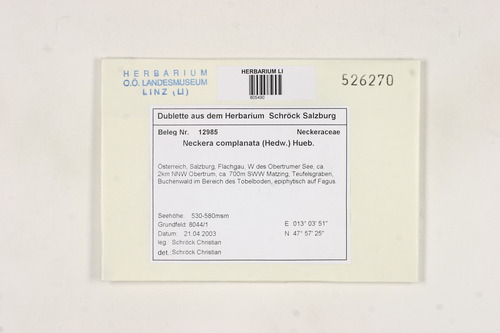 HERBARIUM
O.Ö. LANDESMUSEUM
LINZ (LI)
HERBARIUM LI
526270
Dublette aus dem Herbarium Schröck Salzburg
Beleg Nr. 12985 Neckeraceae
Neckera complanata (Hedw.) Hueb.
Österreich, Salzburg, Flachgau, W des Obertrumer See, ca.
2km NNW Obertrum, ca. 700m SWW Matzing, Teufelsgraben,
Buchenwald im Bereich des Tobelboden, epiphytisch auf Fagus.
Seehöhe: 530-580msm
Grundfeld: 8044/1 E 013° 03' 51"
Datum: 21.04.2003 N 47° 57' 25"
leg.: Schröck Christian
det.: Schröck Christian